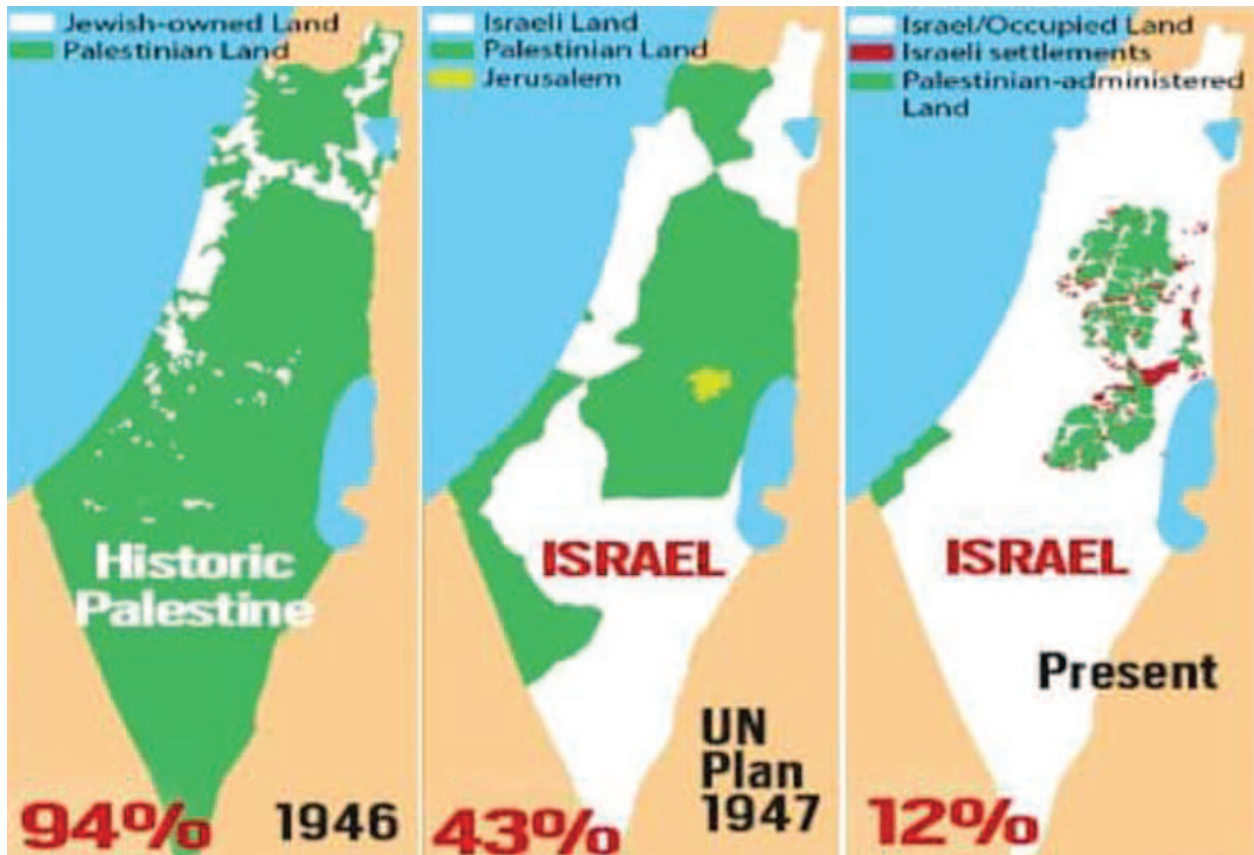 Jewish-owned Land
Palestinian Land
Historic
Palestine
94%
1946
Israeli Land
Palestinian Land
Jerusalem
ISRAEL
UN
Plan
1947
43%
Israel/Occupied Land
Israeli settlements
Palestinian-administered
Land
ISRAEL
Present
12%